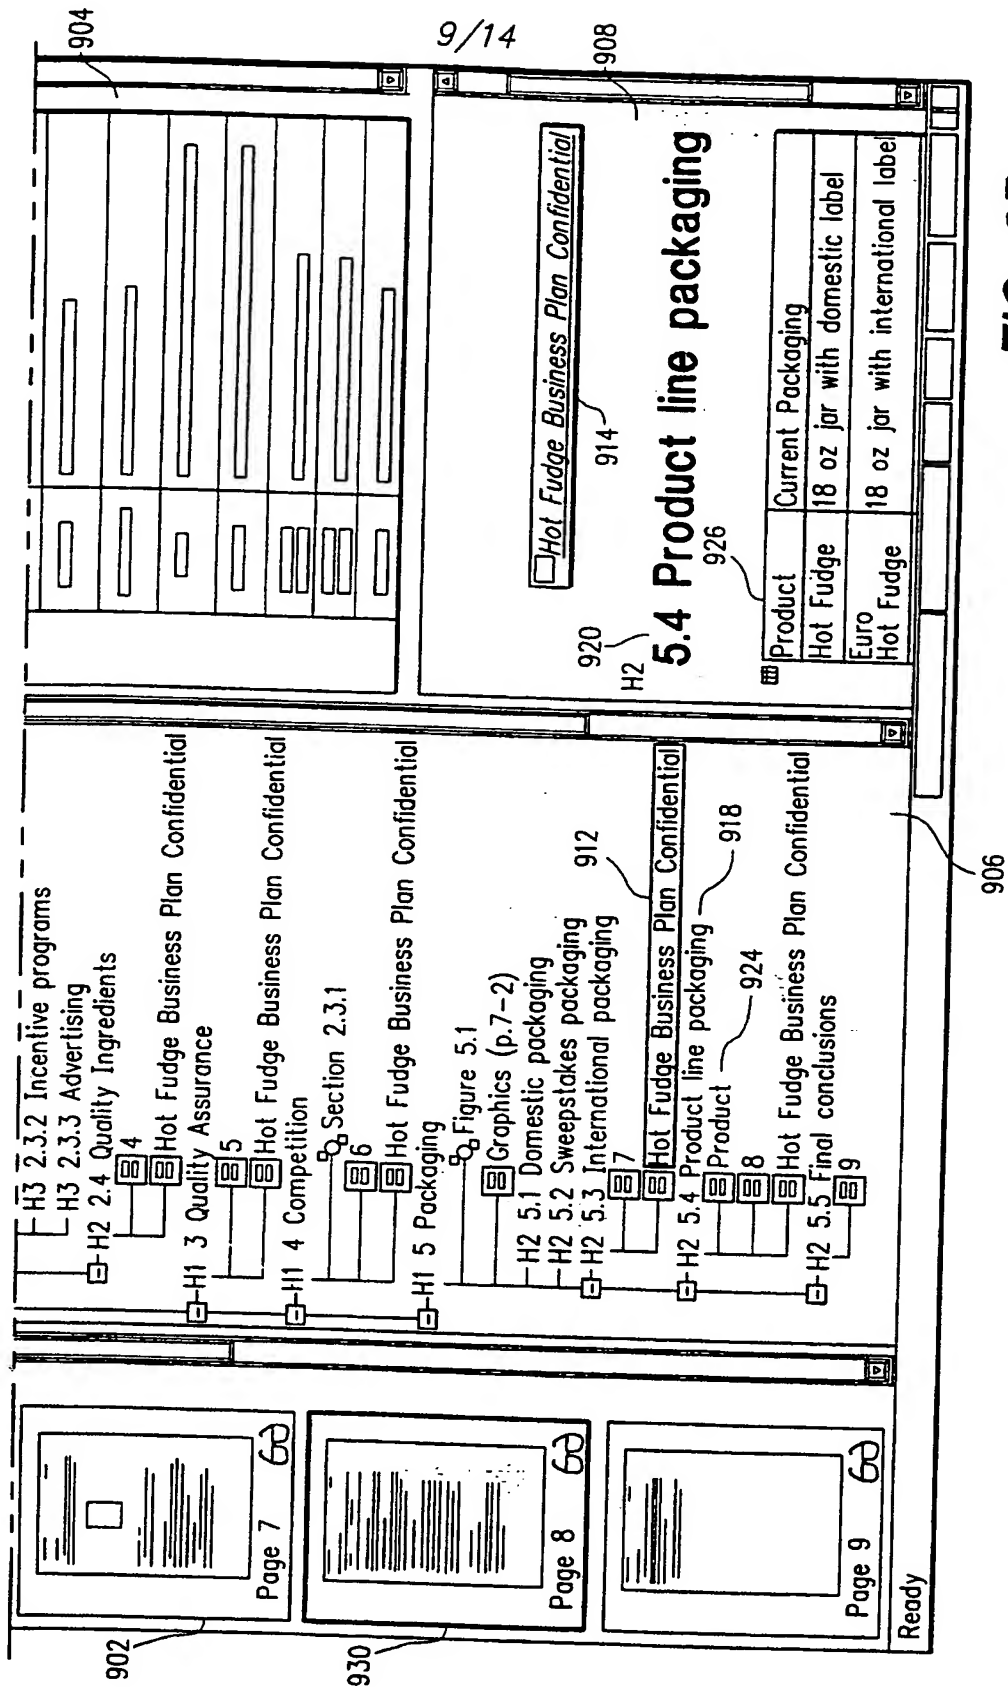 9/14
904
902
Page 7
930
Page 8
Page 9
Ready
H3 2.3.2 Incentive programs
H3 2.3.3 Advertising
H2 2.4 Quality Ingredients
4
Hot Fudge Business Plan Confidential
H1 3 Quality Assurance
5
Hot Fudge Business Plan Confidential
H1 4 Competition
Section 2.3.1
6
Hot Fudge Business Plan Confidential
H1 5 Packaging
Figure 5.1
Graphics (p.7-2)
H2 5.1 Domestic packaging
H2 5.2 Sweepstakes packaging
H2 5.3 International packaging
7
912
Hot Fudge Business Plan Confidential
H2 5.4 Product line packaging
918
Product
924
8
Hot Fudge Business Plan Confidential
H2 5.5 Final conclusions
9
906
908
Hot Fudge Business Plan Confidential
914
920
H2
5.4 Product line packaging
926
Product Current Packaging
Hot Fudge 18 oz jar with domestic label
Euro
Hot Fudge 18 oz jar with international label